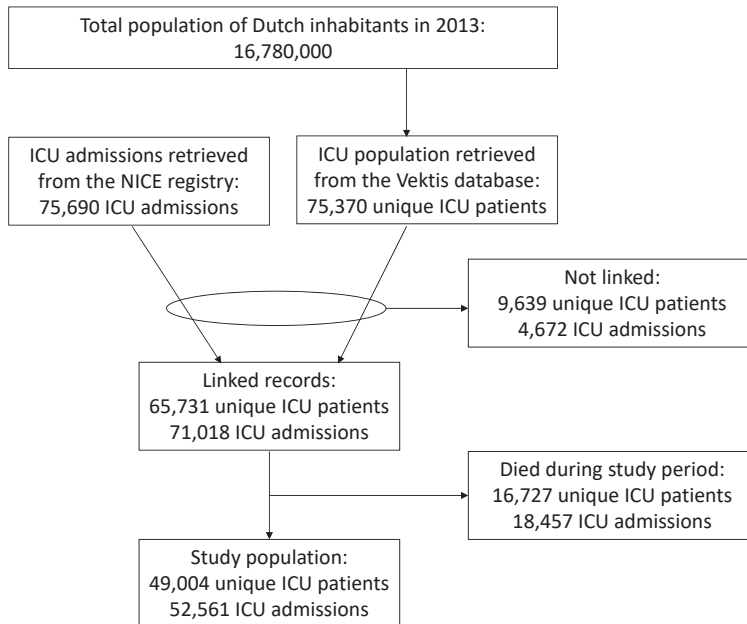 Total population of Dutch inhabitants in 2013:
16,780,000
ICU admissions retrieved
from the NICE registry:
75,690 ICU admissions
ICU population retrieved
from the Vektis database:
75,370 unique ICU patients
Not linked:
9,639 unique ICU patients
4,672 ICU admissions
Linked records:
65,731 unique ICU patients
71,018 ICU admissions
Died during study period:
16,727 unique ICU patients
18,457 ICU admissions
Study population:
49,004 unique ICU patients
52,561 ICU admissions